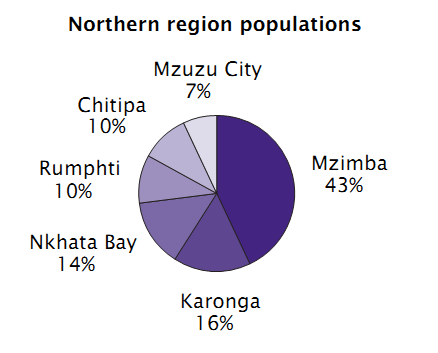 Northern region populations
Mzuzu City
7%
Chitipa
10%
Mzimba
43%
Rumphti
10%
Nkhata Bay
14%
Karonga
16%